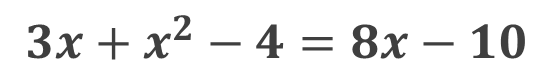 3x + x² − 4 = 8x − 10